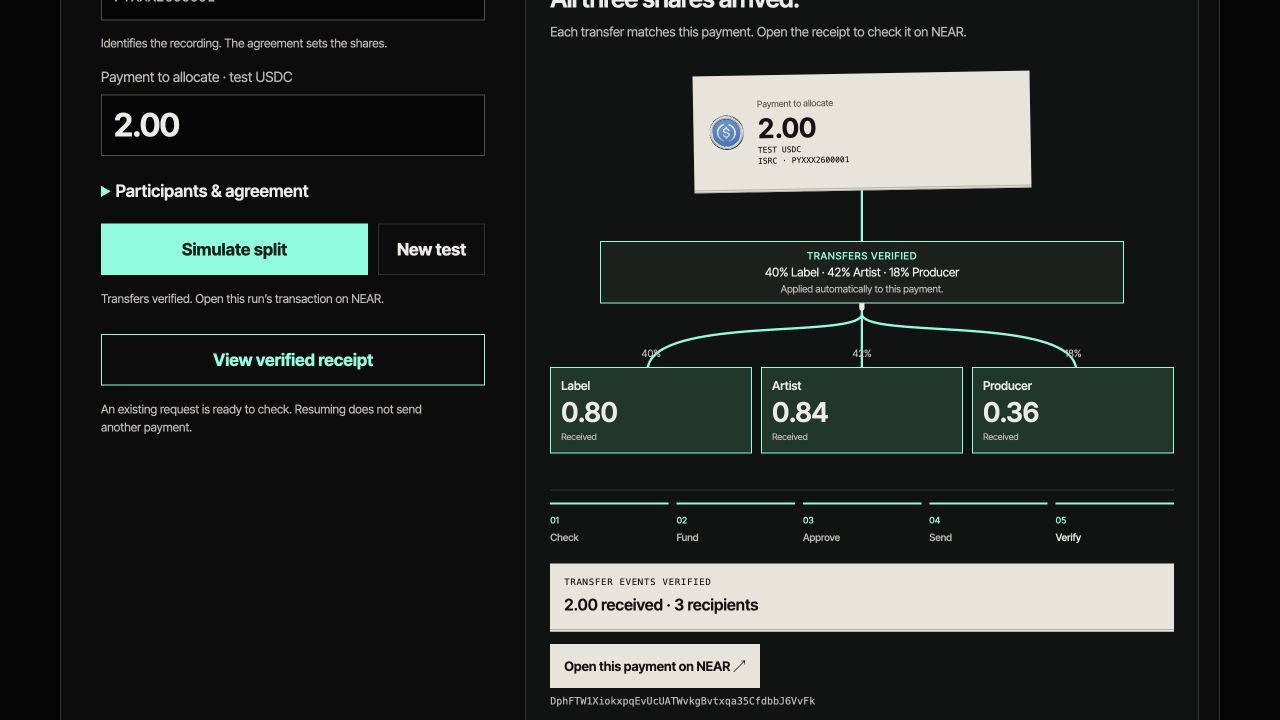 PYXXX2600001
Identifies the recording. The agreement sets the shares.
Payment to allocate · test USDC
2.00
Participants & agreement
Simulate split
New test
Transfers verified. Open this run's transaction on NEAR.
View verified receipt
An existing request is ready to check. Resuming does not send
another payment.
All three shares arrived.
Each transfer matches this payment. Open the receipt to check it on NEAR.
Payment to allocate
2.00
TEST USDC
ISRC · PYXXX2600001
TRANSFERS VERIFIED
40% Label · 42% Artist · 18% Producer
Applied automatically to this payment.
40%
42%
18%
Label
0.80
Received
Artist
0.84
Received
Producer
0.36
Received
01
Check
02
Fund
03
Approve
04
Send
05
Verify
TRANSFER EVENTS VERIFIED
2.00 received · 3 recipients
Open this payment on NEAR ↗
DphFTW1XiokxpqEvUcUATWvkgBvtxqa35CfdbbJ6VvFk